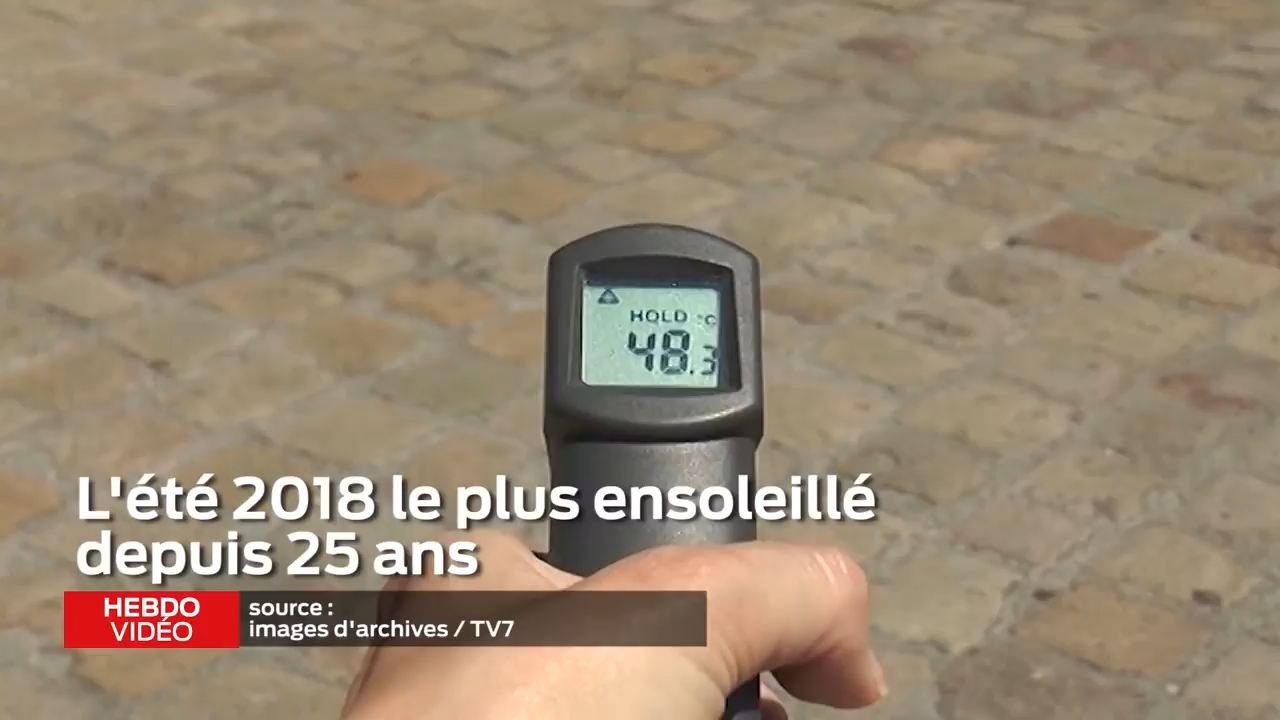 HOLD °C
48.3
L'été 2018 le plus ensoleillé
depuis 25 ans
HEBDO
VIDÉO
source :
images d'archives / TV7